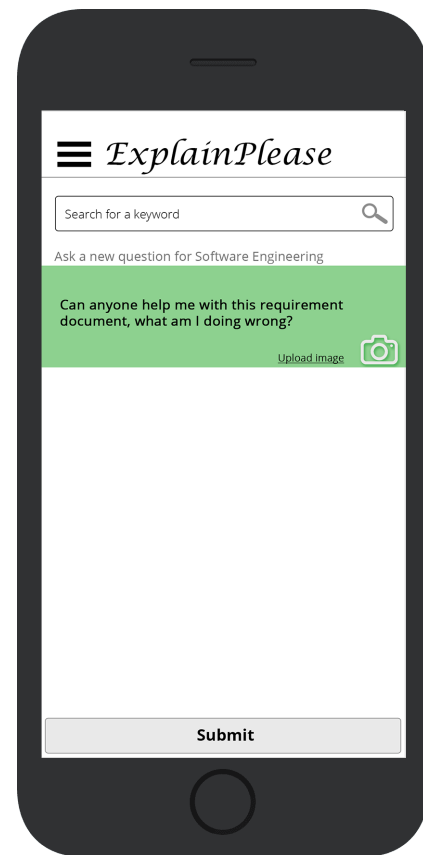 ExplainPlease
Search for a keyword
Ask a new question for Software Engineering
Can anyone help me with this requirement
document, what am I doing wrong?
Upload image
Submit